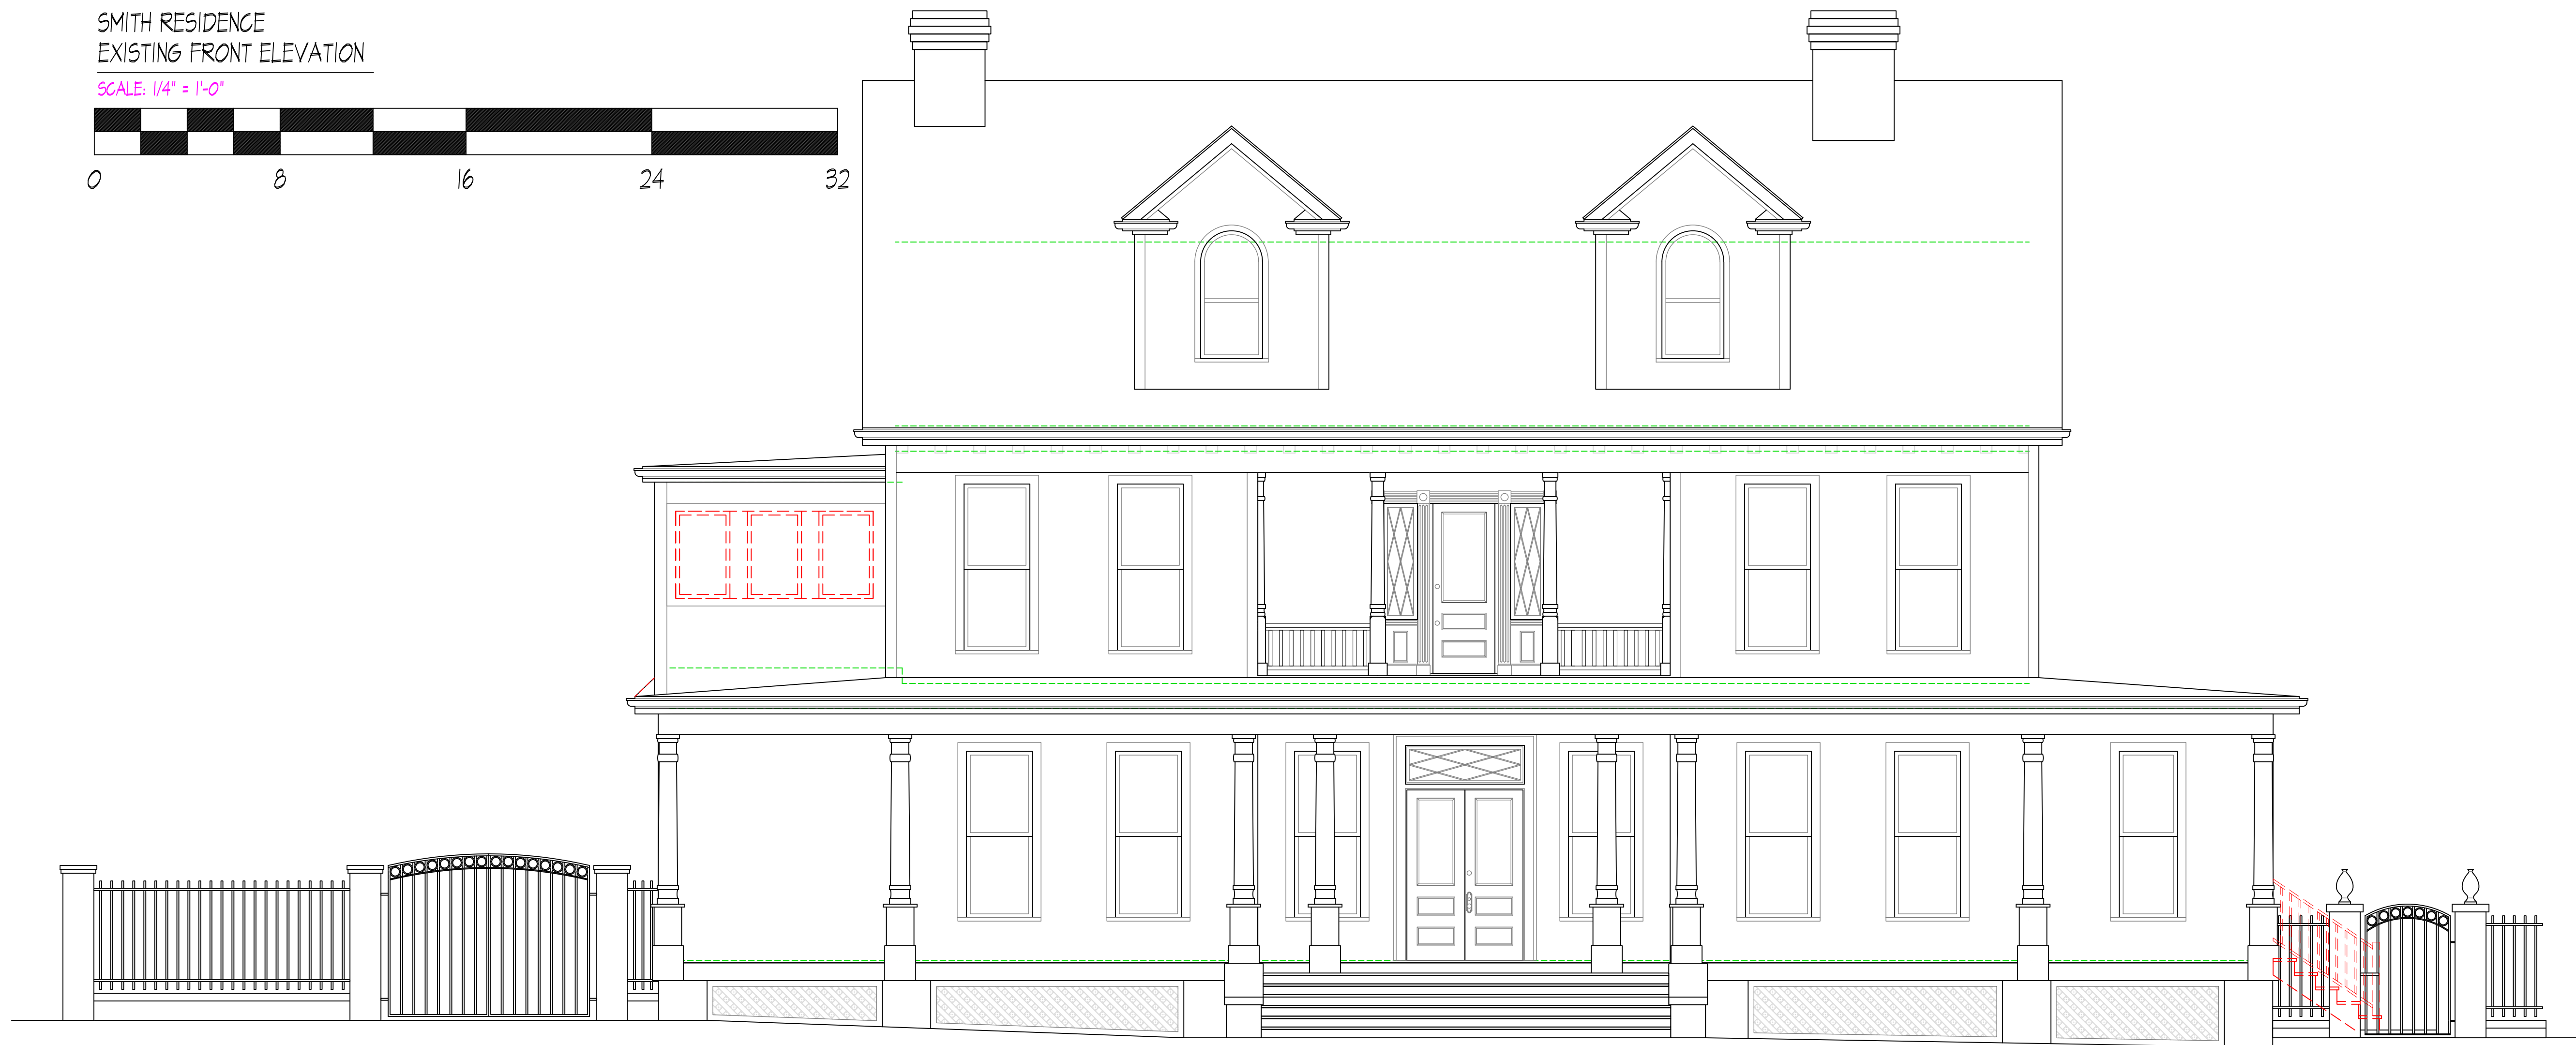 SMITH RESIDENCE
EXISTING FRONT ELEVATION
SCALE: 1/4" = 1'-0"
0 8 16 24 32